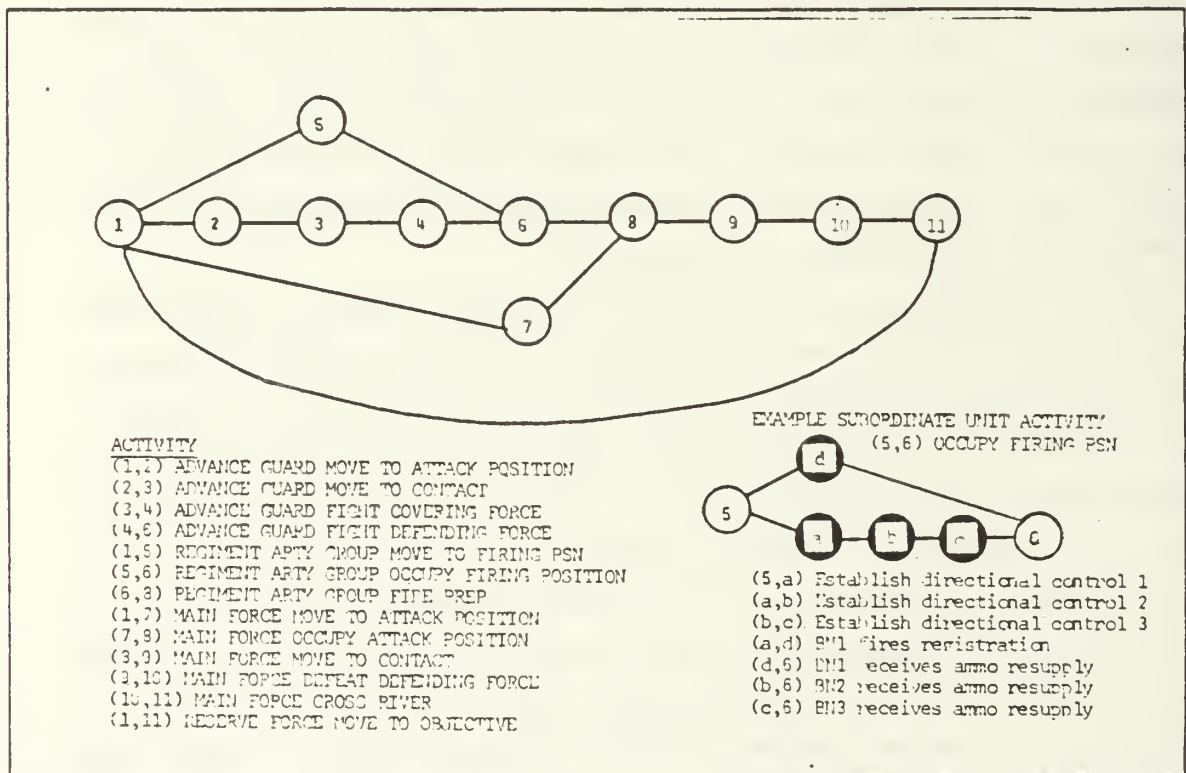 5
1 2 3 4 6 8 9 10 11
7
ACTIVITY
(1,2) ADVANCE GUARD MOVE TO ATTACK POSITION
(2,3) ADVANCE GUARD MOVE TO CONTACT
(3,4) ADVANCE GUARD FIGHT COVERING FORCE
(4,6) ADVANCE GUARD FIGHT DEFENDING FORCE
(1,5) REGIMENT ARTY GROUP MOVE TO FIRING PSN
(5,6) REGIMENT ARTY GROUP OCCUPY FIRING POSITION
(6,8) REGIMENT ARTY GROUP FIRE PREP
(1,7) MAIN FORCE MOVE TO ATTACK POSITION
(7,8) MAIN FORCE OCCUPY ATTACK POSITION
(8,9) MAIN FORCE MOVE TO CONTACT
(9,10) MAIN FORCE DEFEAT DEFENDING FORCE
(10,11) MAIN FORCE CROSS RIVER
(1,11) RESERVE FORCE MOVE TO OBJECTIVE
EXAMPLE SUBORDINATE UNIT ACTIVITY
(5,6) OCCUPY FIRING PSN
d
5
a b c 6
(5,a) Establish directional control 1
(a,b) Establish directional control 2
(b,c) Establish directional control 3
(a,d) BN1 fires registration
(d,6) BN1 receives ammo resupply
(b,6) BN2 receives ammo resupply
(c,6) BN3 receives ammo resupply